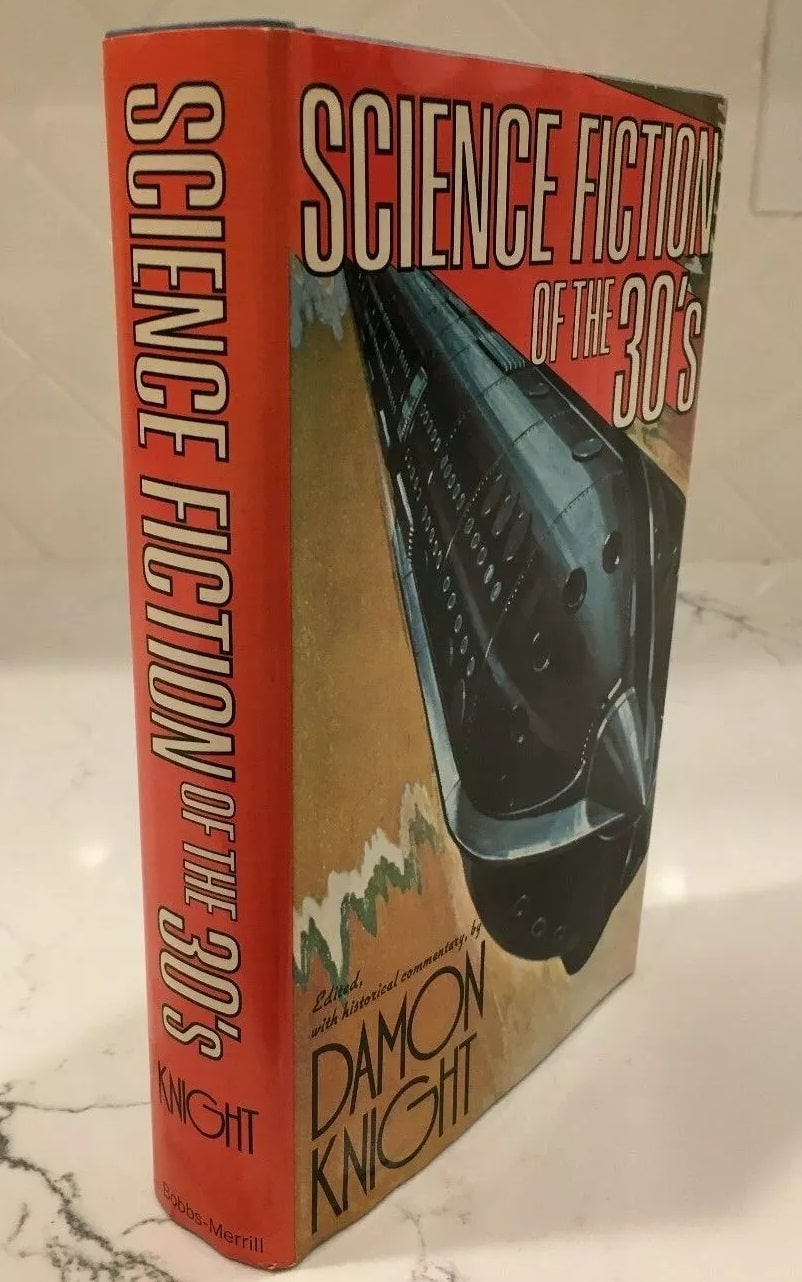 SCIENCE FICTION OF THE 30'S
KNIGHT
Bobbs-Merrill
SCIENCE FICTION
OF THE 30'S
Edited,
with historical commentary, by
DAMON
KNIGHT